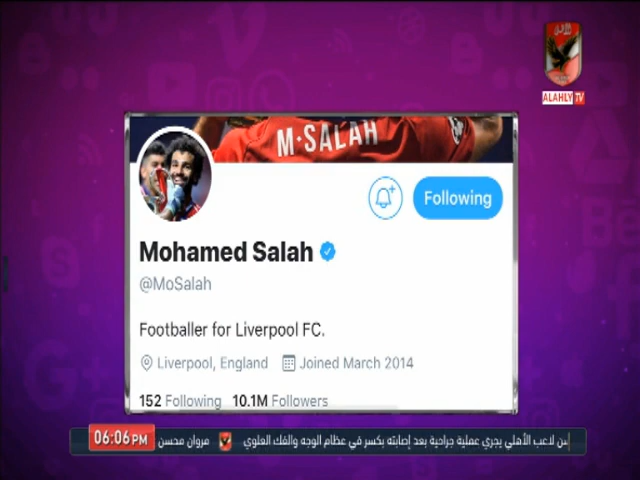 ALAHLY TV
M·SALAH
Following
Mohamed Salah
@MoSalah
Footballer for Liverpool FC.
Liverpool, England Joined March 2014
152 Following 10.1M Followers
06:06 PM
مروان محسن
لاعب الأهلي يجري عملية جراحية بعد إصابته بكسر في عظام الوجه والفك العلوي